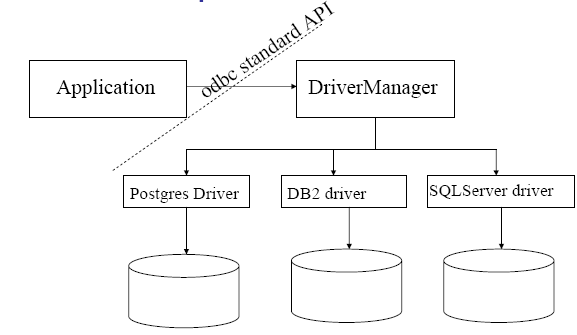 odbc standard API
Application
DriverManager
Postgres Driver
DB2 driver
SQLServer driver